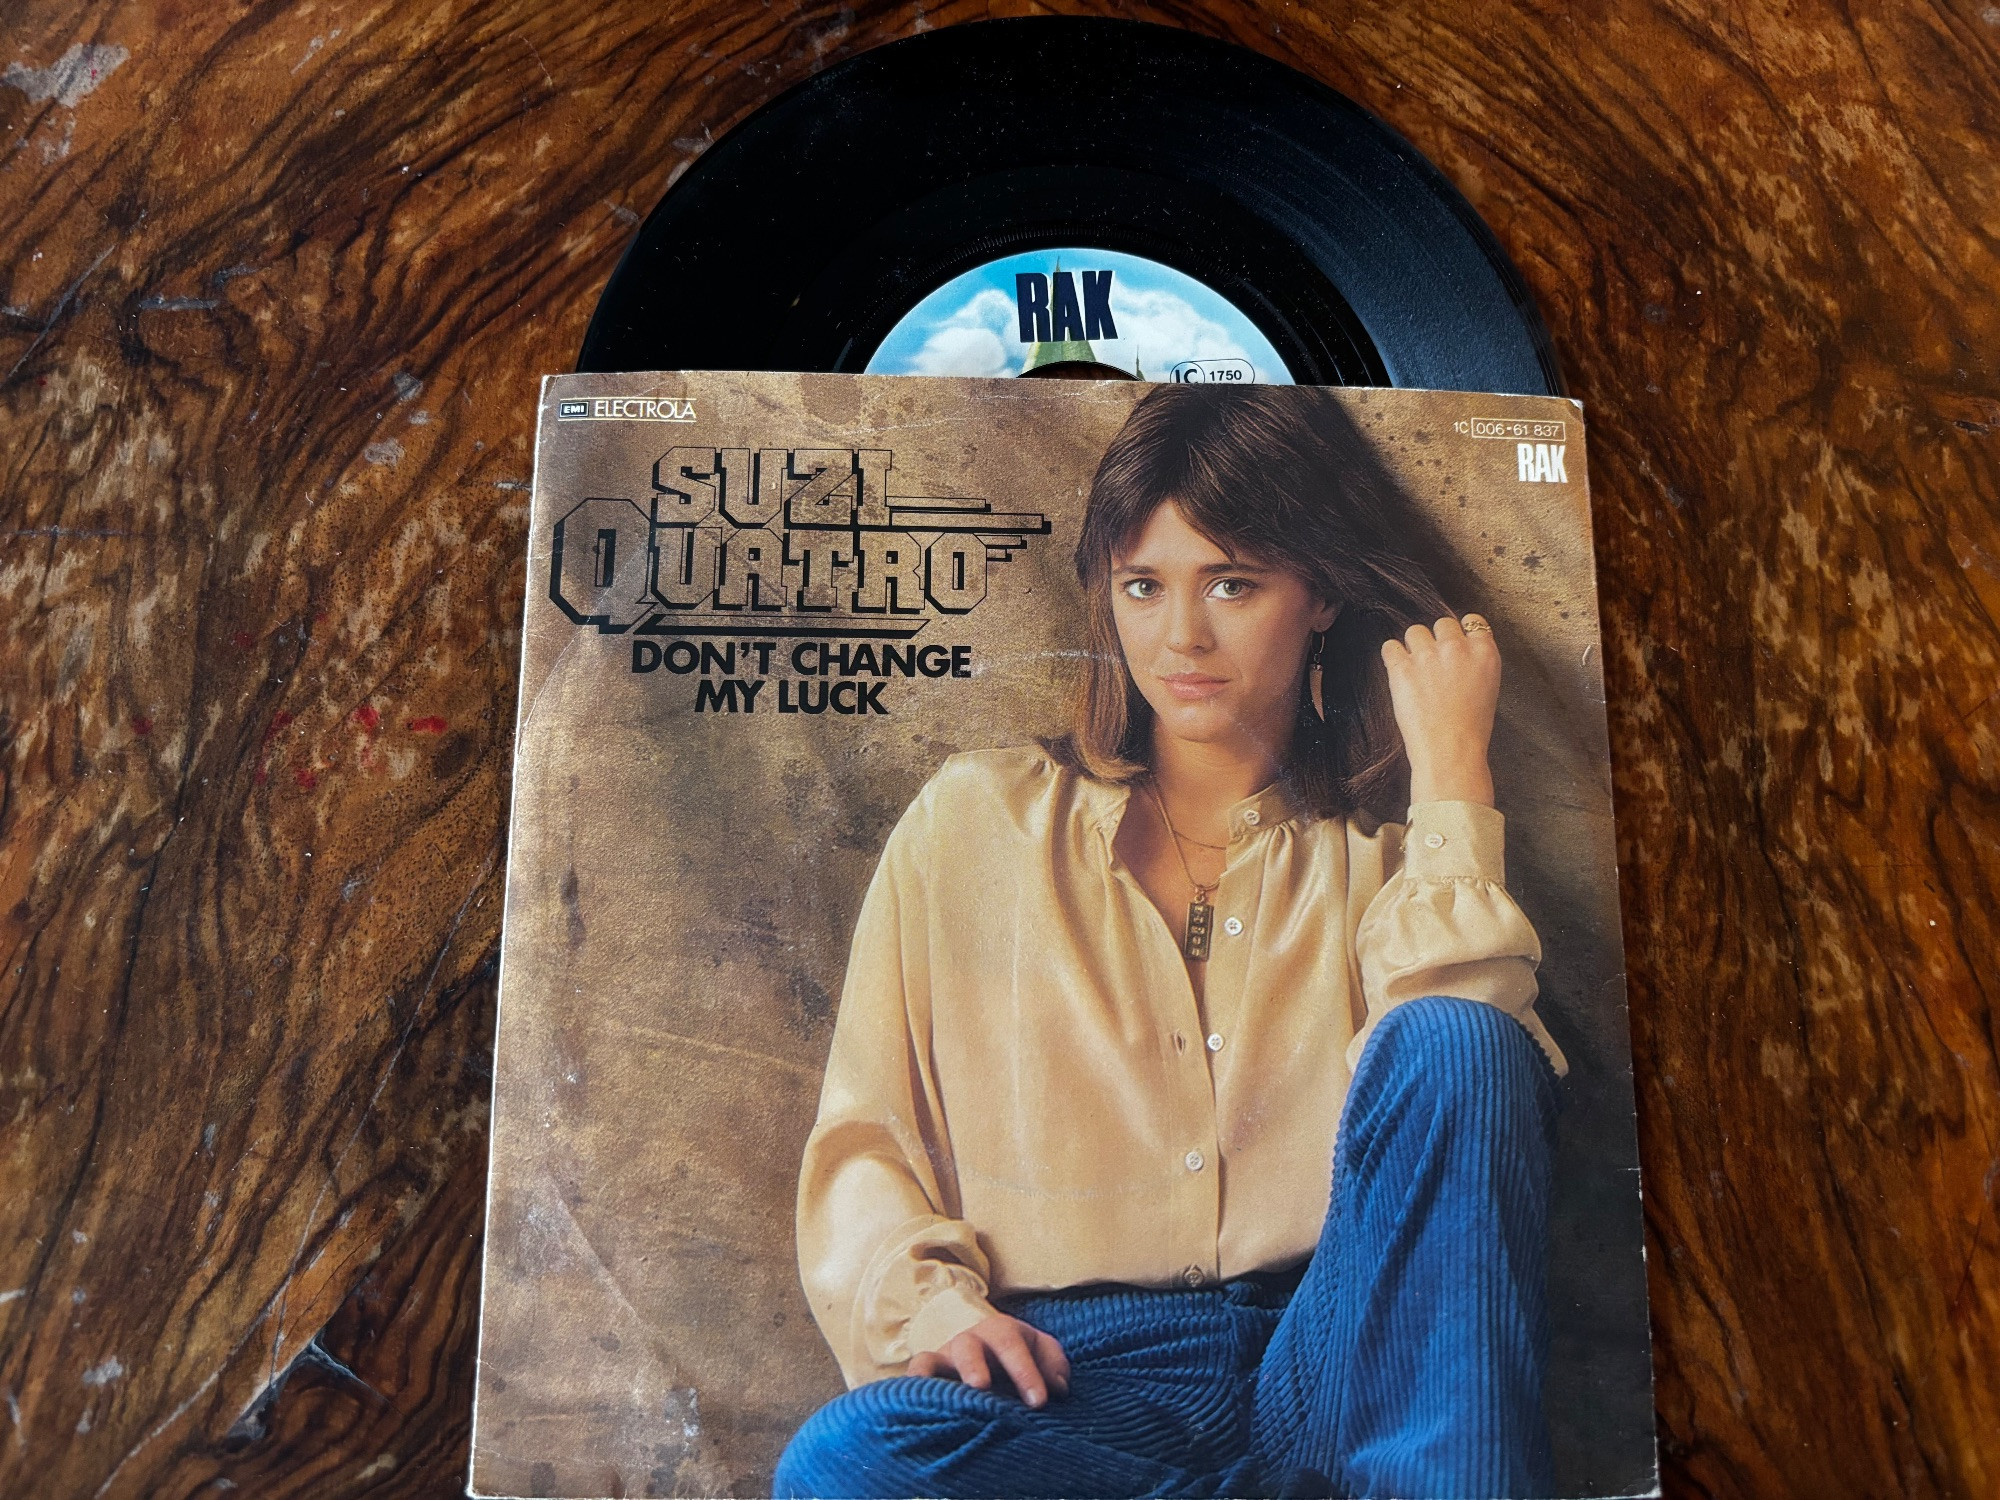 RAK
1C 1750
EMI ELECTROLA
1C 006-61 837
RAK
SUZI
QUATRO
DON'T CHANGE
MY LUCK